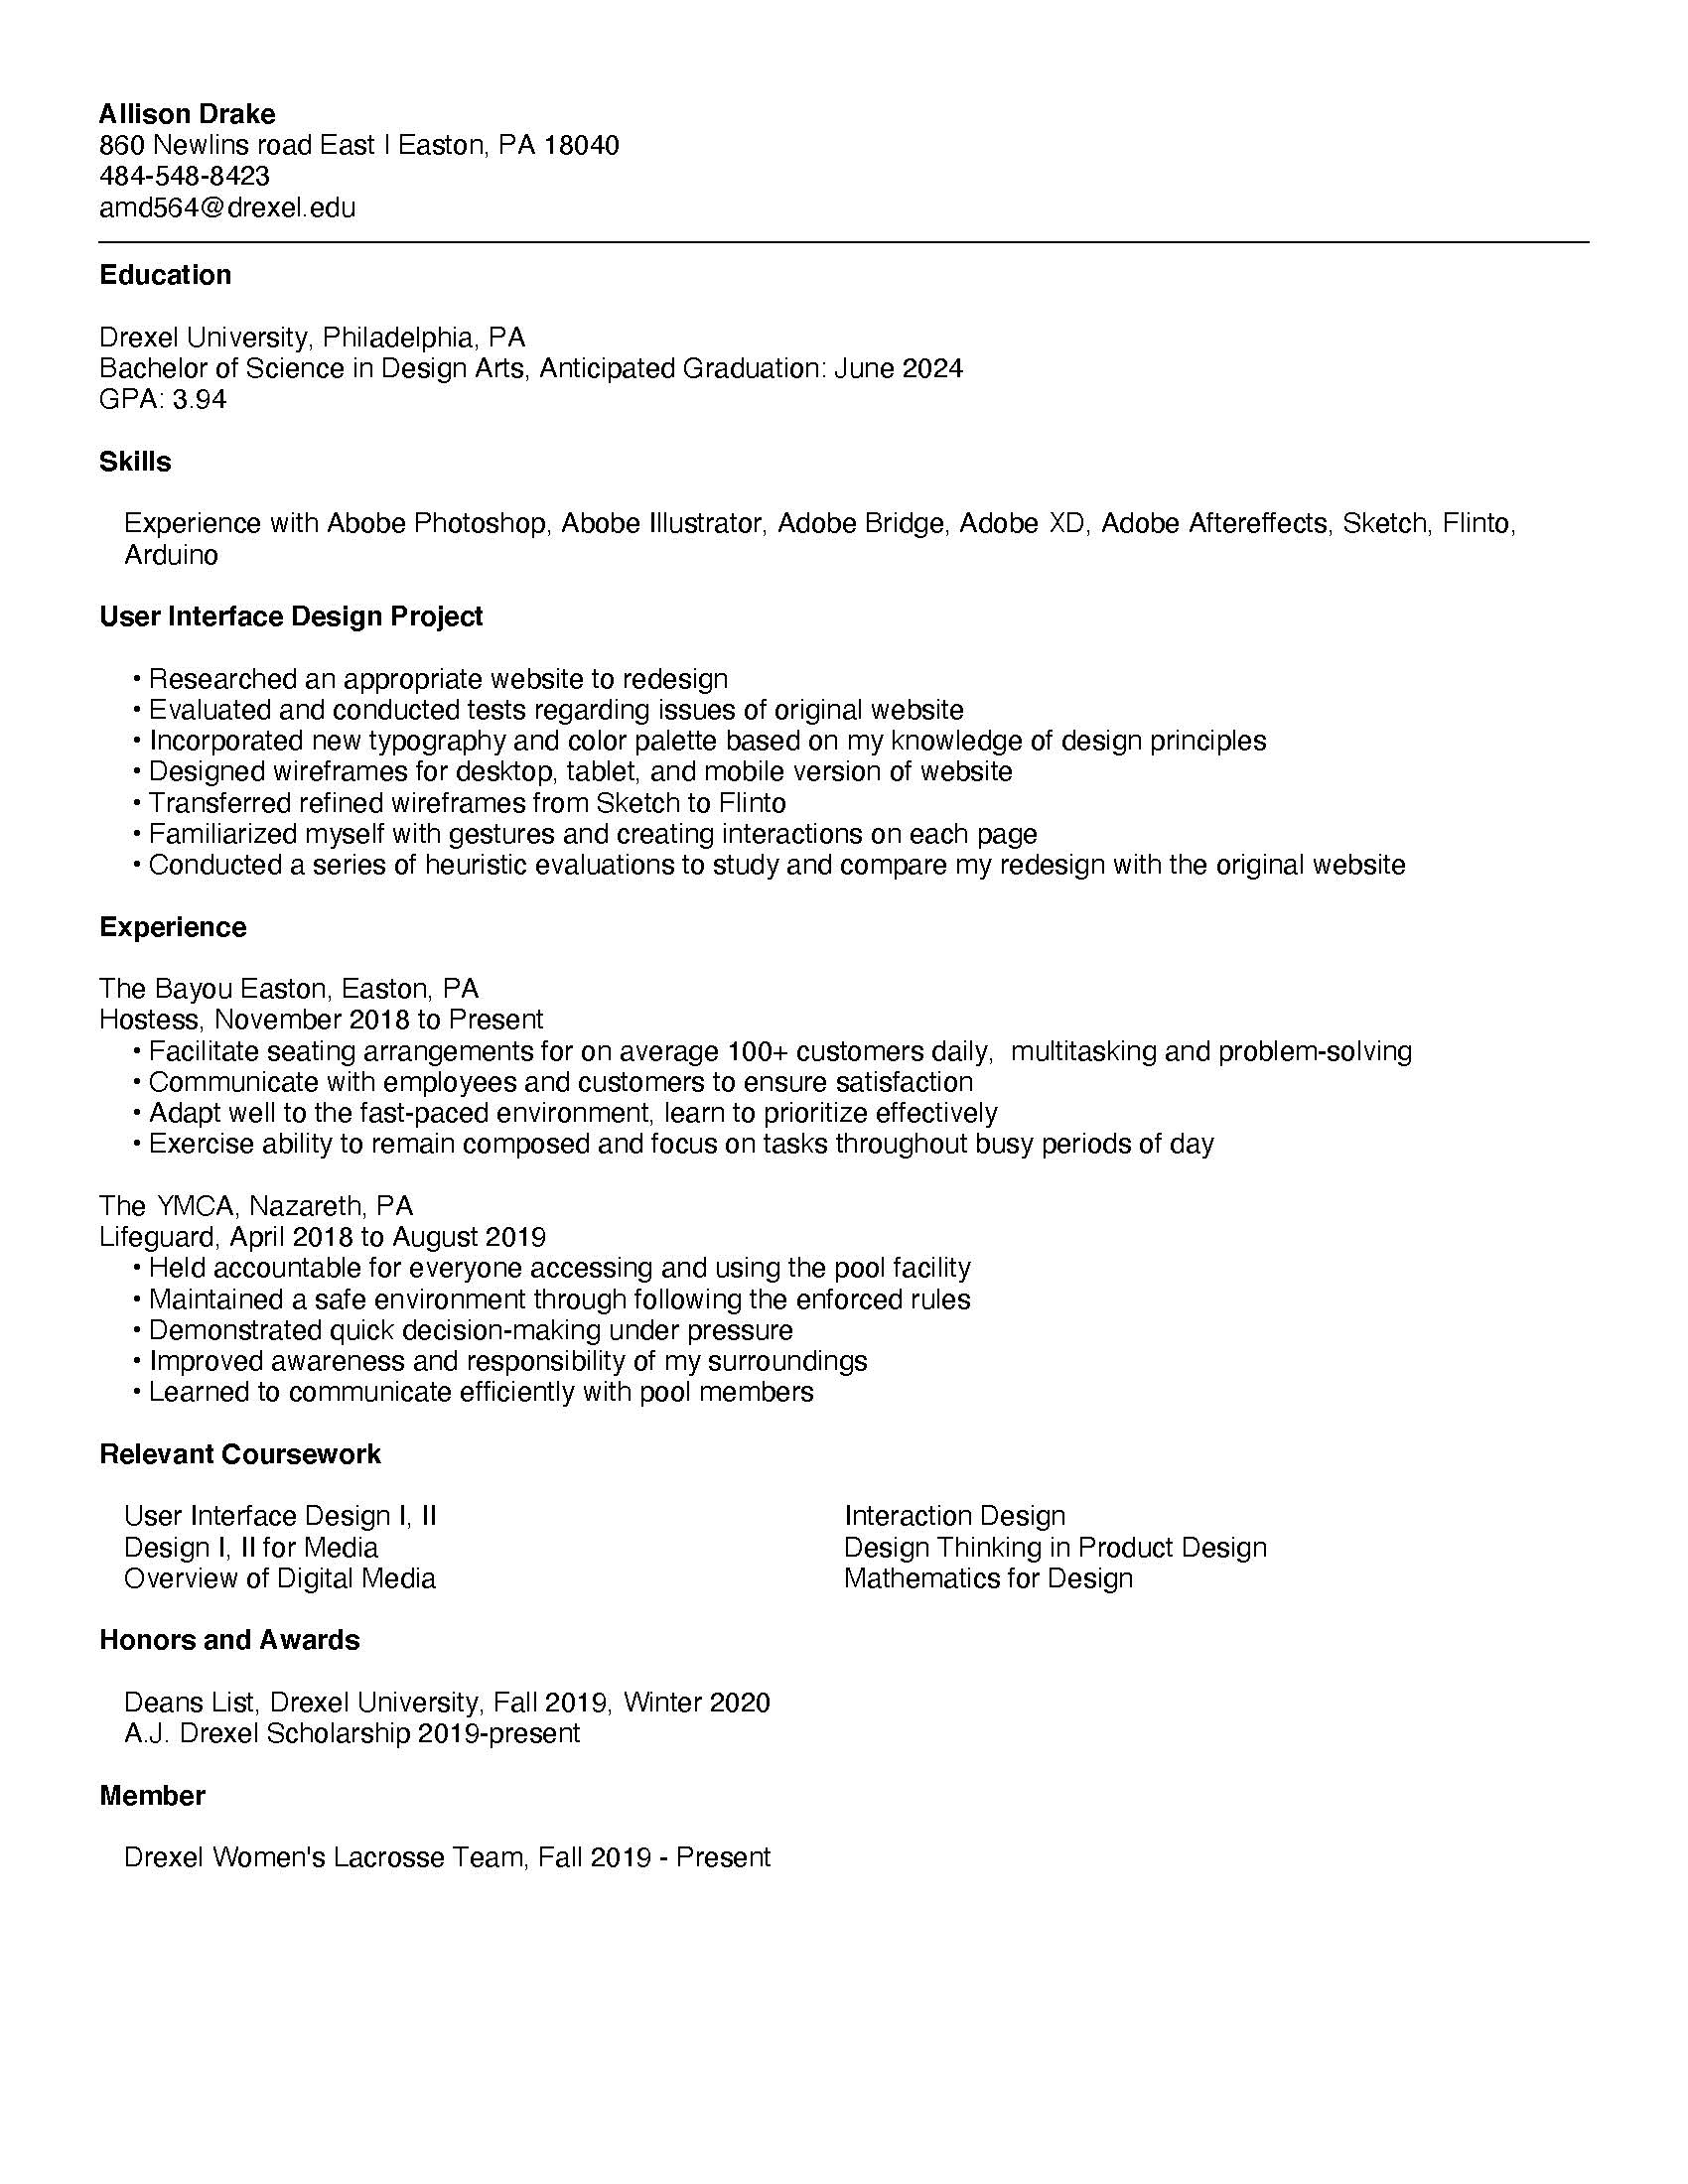 Allison Drake
860 Newlins road East | Easton, PA 18040
484-548-8423
amd564@drexel.edu
Education
Drexel University, Philadelphia, PA
Bachelor of Science in Design Arts, Anticipated Graduation: June 2024
GPA: 3.94
Skills
Experience with Abobe Photoshop, Abobe Illustrator, Adobe Bridge, Adobe XD, Adobe Aftereffects, Sketch, Flinto,
Arduino
User Interface Design Project
• Researched an appropriate website to redesign
• Evaluated and conducted tests regarding issues of original website
• Incorporated new typography and color palette based on my knowledge of design principles
• Designed wireframes for desktop, tablet, and mobile version of website
• Transferred refined wireframes from Sketch to Flinto
• Familiarized myself with gestures and creating interactions on each page
• Conducted a series of heuristic evaluations to study and compare my redesign with the original website
Experience
The Bayou Easton, Easton, PA
Hostess, November 2018 to Present
• Facilitate seating arrangements for on average 100+ customers daily,  multitasking and problem-solving
• Communicate with employees and customers to ensure satisfaction
• Adapt well to the fast-paced environment, learn to prioritize effectively
• Exercise ability to remain composed and focus on tasks throughout busy periods of day
The YMCA, Nazareth, PA
Lifeguard, April 2018 to August 2019
• Held accountable for everyone accessing and using the pool facility
• Maintained a safe environment through following the enforced rules
• Demonstrated quick decision-making under pressure
• Improved awareness and responsibility of my surroundings
• Learned to communicate efficiently with pool members
Relevant Coursework
User Interface Design I, II
Design I, II for Media
Overview of Digital Media
Interaction Design
Design Thinking in Product Design
Mathematics for Design
Honors and Awards
Deans List, Drexel University, Fall 2019, Winter 2020
A.J. Drexel Scholarship 2019-present
Member
Drexel Women's Lacrosse Team, Fall 2019 - Present